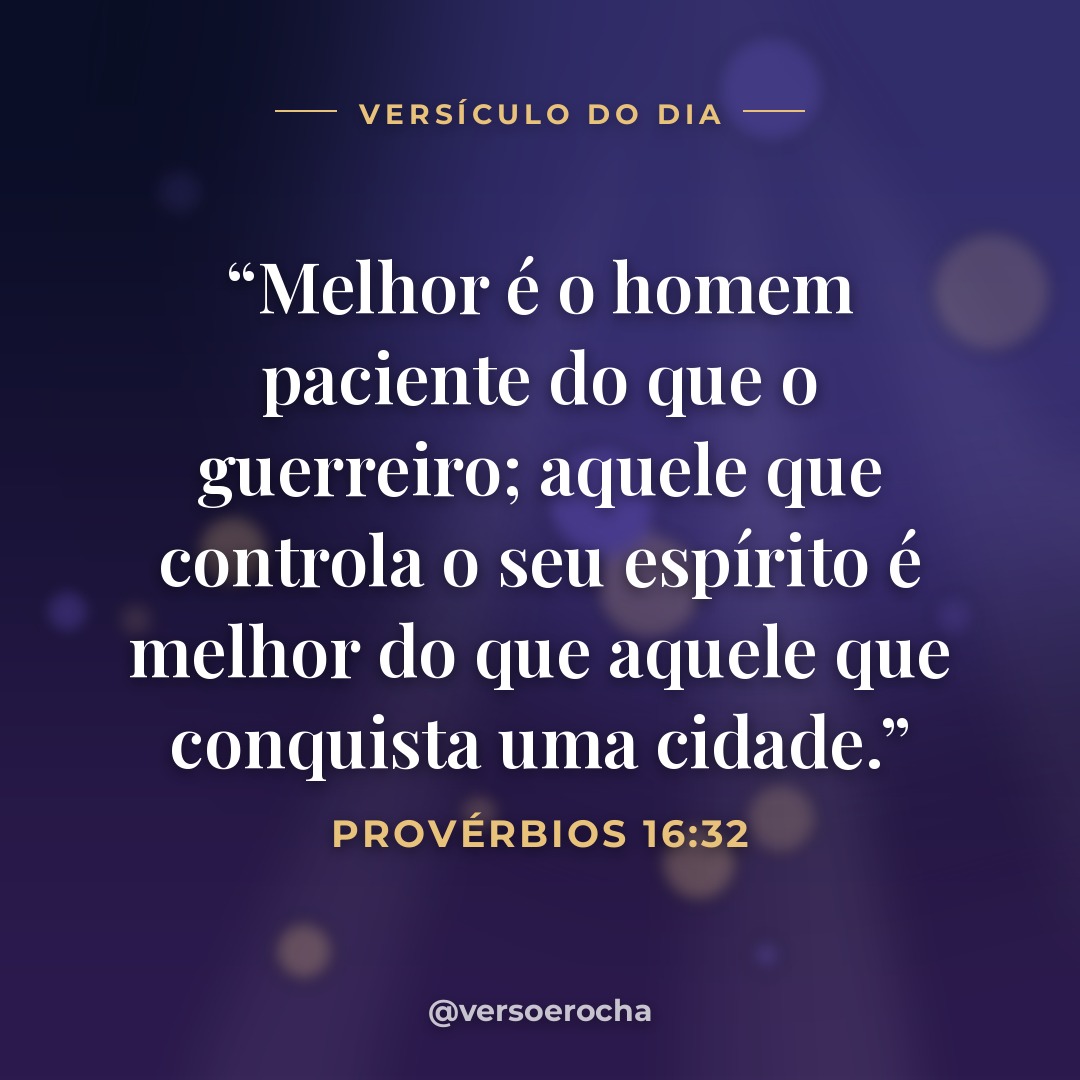 VERSÍCULO DO DIA
“Melhor é o homem
paciente do que o
guerreiro; aquele que
controla o seu espírito é
melhor do que aquele que
conquista uma cidade.”
PROVÉRBIOS 16:32
@versoerocha